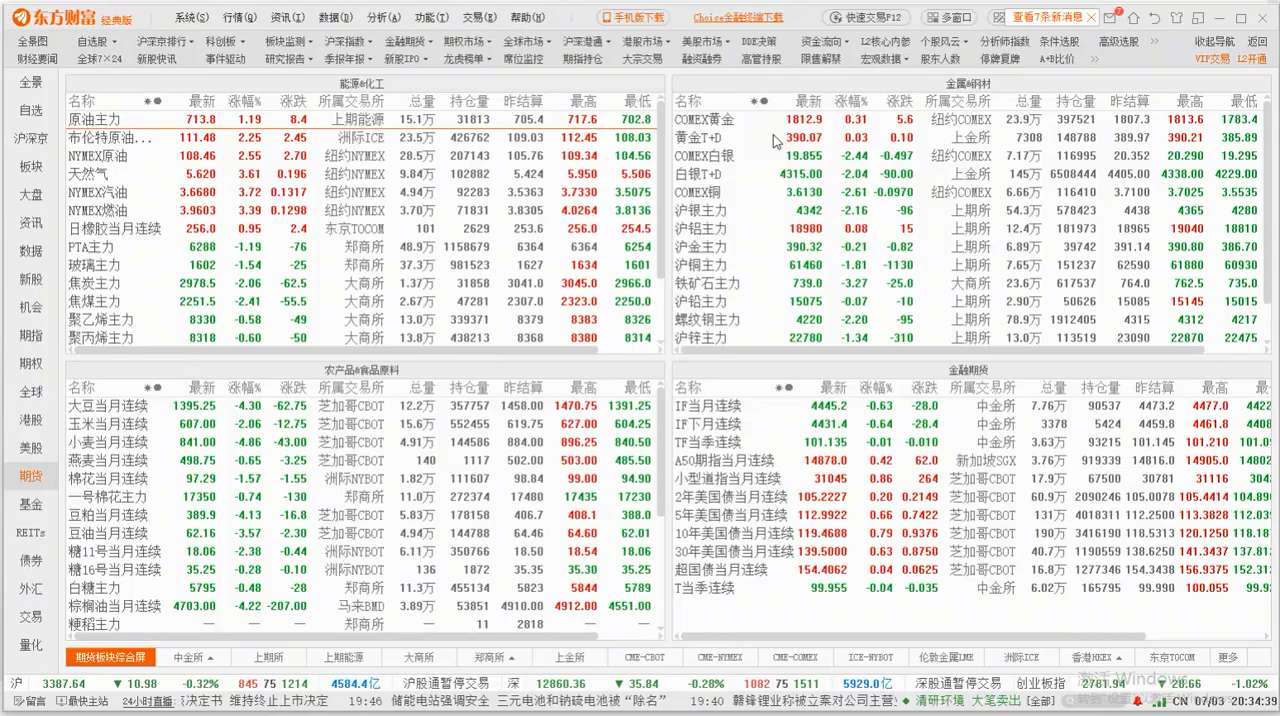 东方财富 经典版 系统(S) 行情(Q) 资讯(I) 数据(D) 分析(A) 功能(T) 交易(E) 帮助(H) 手机版下载 Choice金融终端下载 快速交易F12 多窗口 查看7条新消息
全景图 自选股 沪深京排行 科创板 板块监测 沪深指数 金融期货 期权市场 全球市场 沪深港通 港股市场 美股市场 DDE决策 资金流向 L2核心内参 个股风云 分析师指数 条件选股 高级选股 收起导航 返回
财经要闻 全球7×24 新股快讯 事件驱动 研究报告 季报年报 新股IPO 龙虎榜单 席位监控 期指持仓 大宗交易 融资融券 高管持股 限售解禁 宏观数据 股东人数 停牌复牌 A+B比价 VIP交易 L2开通
全景
自选
沪深京
板块
大盘
资讯
数据
新股
机会
期指
期权
全球
港股
美股
期货
基金
REITs
债券
外汇
交易
量化
能源&化工
名称 最新 涨幅% 涨跌 所属交易所 总量 持仓量 昨结算 最高 最低
原油主力 713.8 1.19 8.4 上期能源 15.1万 31813 705.4 717.6 702.8
布伦特原油... 111.48 2.25 2.45 洲际ICE 23.5万 426762 109.03 112.45 108.03
NYMEX原油 108.46 2.55 2.70 纽约NYMEX 28.5万 207143 105.76 109.34 104.56
天然气 5.620 3.61 0.196 纽约NYMEX 9.84万 102882 5.424 5.950 5.506
NYMEX汽油 3.6680 3.72 0.1317 纽约NYMEX 4.94万 92283 3.5363 3.7330 3.5075
NYMEX燃油 3.9603 3.39 0.1298 纽约NYMEX 3.70万 71831 3.8305 4.0264 3.8136
日橡胶当月连续 256.0 0.95 2.4 东京TOCOM 101 2629 253.6 256.0 254.5
PTA主力 6288 -1.19 -76 郑商所 48.9万 1158679 6364 6364 6254
玻璃主力 1602 -1.54 -25 郑商所 37.3万 981523 1627 1634 1601
焦炭主力 2978.5 -2.06 -62.5 大商所 1.37万 31858 3041.0 3045.0 2966.0
焦煤主力 2251.5 -2.41 -55.5 大商所 2.67万 47281 2307.0 2323.0 2250.0
聚乙烯主力 8330 -0.58 -49 大商所 13.0万 339379 8379 8383 8326
聚丙烯主力 8318 -0.60 -50 大商所 13.8万 438213 8368 8380 8314
金属&钢材
名称 最新 涨幅% 涨跌 所属交易所 总量 持仓量 昨结算 最高 最低
COMEX黄金 1812.9 0.31 5.6 纽约COMEX 23.9万 397521 1807.3 1813.6 1783.4
黄金T+D 390.07 0.03 0.10 上金所 7308 148788 389.97 390.21 385.89
COMEX白银 19.855 -2.44 -0.497 纽约COMEX 7.17万 116995 20.352 20.290 19.295
白银T+D 4315.00 -2.04 -90.00 上金所 145万 6508444 4405.00 4338.00 4229.00
COMEX铜 3.6130 -2.61 -0.0970 纽约COMEX 6.66万 116410 3.7100 3.7025 3.5535
沪银主力 4342 -2.16 -96 上期所 54.3万 578423 4438 4365 4280
沪铝主力 18980 0.08 15 上期所 12.4万 181973 18965 19040 18810
沪金主力 390.32 -0.21 -0.82 上期所 6.89万 39742 391.14 390.80 386.70
沪铜主力 61460 -1.81 -1130 上期所 7.65万 151237 62590 61880 60930
铁矿石主力 739.0 -3.27 -25.0 大商所 23.6万 617537 764.0 762.5 735.0
沪铅主力 15075 -0.07 -10 上期所 2.90万 50626 15085 15145 15015
螺纹钢主力 4220 -2.20 -95 上期所 78.9万 1912405 4315 4312 4217
沪锌主力 22780 -1.34 -310 上期所 13.0万 113519 23090 22870 22475
农产品&食品原料
名称 最新 涨幅% 涨跌 所属交易所 总量 持仓量 昨结算 最高 最低
大豆当月连续 1395.25 -4.30 -62.75 芝加哥CBOT 12.2万 357757 1458.00 1470.75 1391.25
玉米当月连续 607.00 -2.06 -12.75 芝加哥CBOT 15.6万 552455 619.75 627.00 604.25
小麦当月连续 841.00 -4.86 -43.00 芝加哥CBOT 4.91万 144586 884.00 896.25 840.50
燕麦当月连续 498.75 -0.65 -3.25 芝加哥CBOT 140 1117 502.00 503.00 485.50
棉花当月连续 97.29 -1.57 -1.55 洲际NYBOT 1.82万 111607 98.84 99.00 94.90
一号棉花主力 17350 -0.74 -130 郑商所 11.0万 272374 17480 17435 17230
豆粕当月连续 389.9 -4.13 -16.8 芝加哥CBOT 5.83万 178158 406.7 408.1 388.0
豆油当月连续 62.16 -3.57 -2.30 芝加哥CBOT 4.29万 144788 64.46 64.60 62.01
糖11号当月连续 18.06 -2.38 -0.44 洲际NYBOT 6.11万 350766 18.50 18.54 18.06
糖16号当月连续 35.25 -0.28 -0.10 洲际NYBOT 136 1872 35.35 35.30 35.25
白糖主力 5795 -0.48 -28 郑商所 11.3万 455134 5823 5844 5789
棕榈油当月连续 4703.00 -4.22 -207.00 马来BMD 3.89万 53851 4910.00 4912.00 4551.00
粳稻主力 — — — 郑商所 — 11 2818 — —
金融期货
名称 最新 涨幅% 涨跌 所属交易所 总量 持仓量 昨结算 最高 最低
IF当月连续 4445.2 -0.63 -28.0 中金所 7.76万 90537 4473.2 4477.0 4422
IF下月连续 4431.4 -0.64 -28.4 中金所 3378 5424 4459.8 4461.8 4408
TF当季连续 101.135 -0.01 -0.010 中金所 3.63万 93215 101.145 101.210 101.0
A50期指当月连续 14878.0 0.42 62.0 新加坡SGX 3.76万 919339 14816.0 14905.0 14802
小型道指当月连续 31045 0.86 264 芝加哥CBOT 17.9万 67500 30781 31116 304
2年美国债当月连续 105.2227 0.20 0.2149 芝加哥CBOT 60.9万 2090246 105.0078 105.4414 104.89
5年美国债当月连续 112.9922 0.66 0.7422 芝加哥CBOT 131万 4018311 112.2500 113.3828 112.03
10年美国债当月连续 119.4688 0.79 0.9376 芝加哥CBOT 190万 3416190 118.5313 120.1250 118.18
30年美国债当月连续 139.5000 0.63 0.8750 芝加哥CBOT 40.7万 1190559 138.6250 141.3437 137.81
超国债当月连续 154.4062 0.04 0.0625 芝加哥CBOT 16.8万 1277346 154.3438 156.9375 152.31
T当季连续 99.955 -0.04 -0.035 中金所 6.02万 165795 99.990 100.055 99.9
期货板块综合屏 中金所 上期所 上期能源 大商所 郑商所 上金所 CME-CBOT CME-NYMEX CME-COMEX ICE-NYBOT 伦敦金属LME 洲际ICE 香港HKEX 东京TOCOM 更多
沪 3387.64 ▼ 10.98 -0.32% 845 75 1214 4584.4亿 沪股通暂停交易 深 12860.36 ▼ 35.84 -0.28% 1082 75 1511 5929.0亿 深股通暂停交易 创业板指 2781.94 ▼ 28.66 -1.02%
激活 Windows
留言 最快主站 24小时直播: 不决定书 维持终止上市决定 19:46 储能电站强调安全 三元电池和钠硫电池被“除名” 19:40 赣锋锂业称被立案对公司主营 清研环境 大笔卖出 [全部] CN 07/03 20:34:39